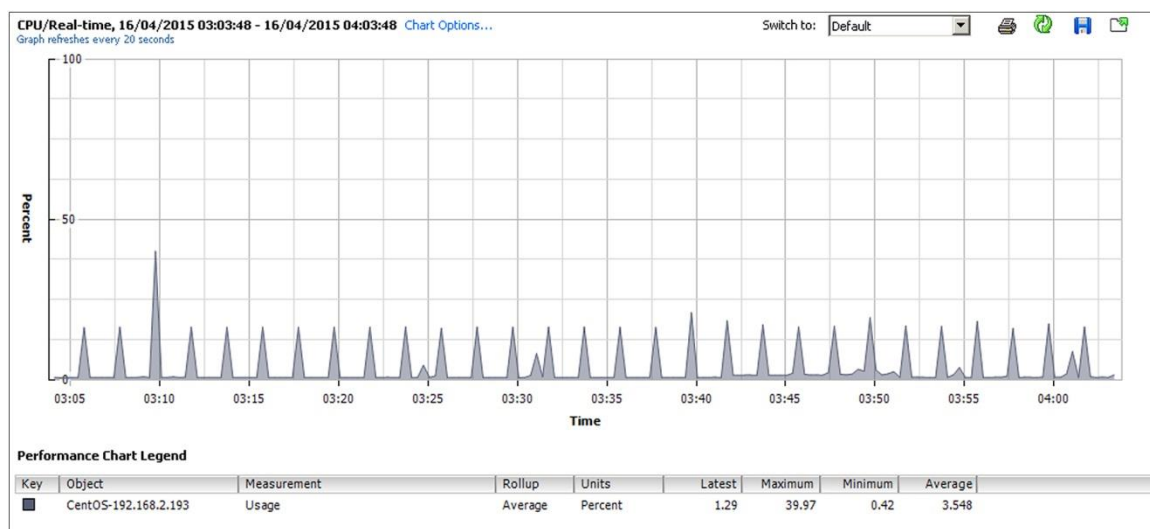 CPU/Real-time, 16/04/2015 03:03:48 - 16/04/2015 04:03:48 Chart Options... Switch to: Default
Graph refreshes every 20 seconds
100
Percent
50
0
03:05 03:10 03:15 03:20 03:25 03:30 03:35 03:40 03:45 03:50 03:55 04:00
Time
Performance Chart Legend
Key Object Measurement Rollup Units Latest Maximum Minimum Average
CentOS-192.168.2.193 Usage Average Percent 1.29 39.97 0.42 3.548